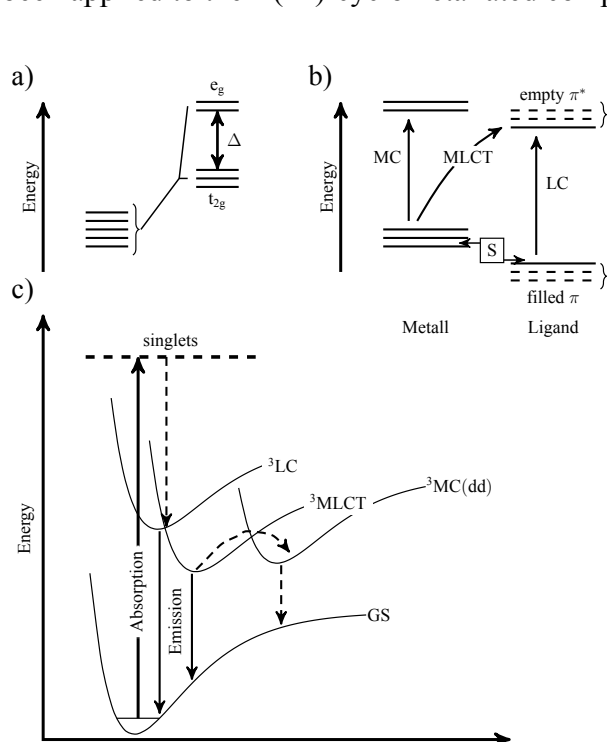 a)
e_g
Δ
t_2g
Energy
b)
empty π*
MC
MLCT
LC
S
filled π
Metall
Ligand
Energy
c)
singlets
³LC
³MLCT
³MC(dd)
Absorption
Emission
GS
Energy